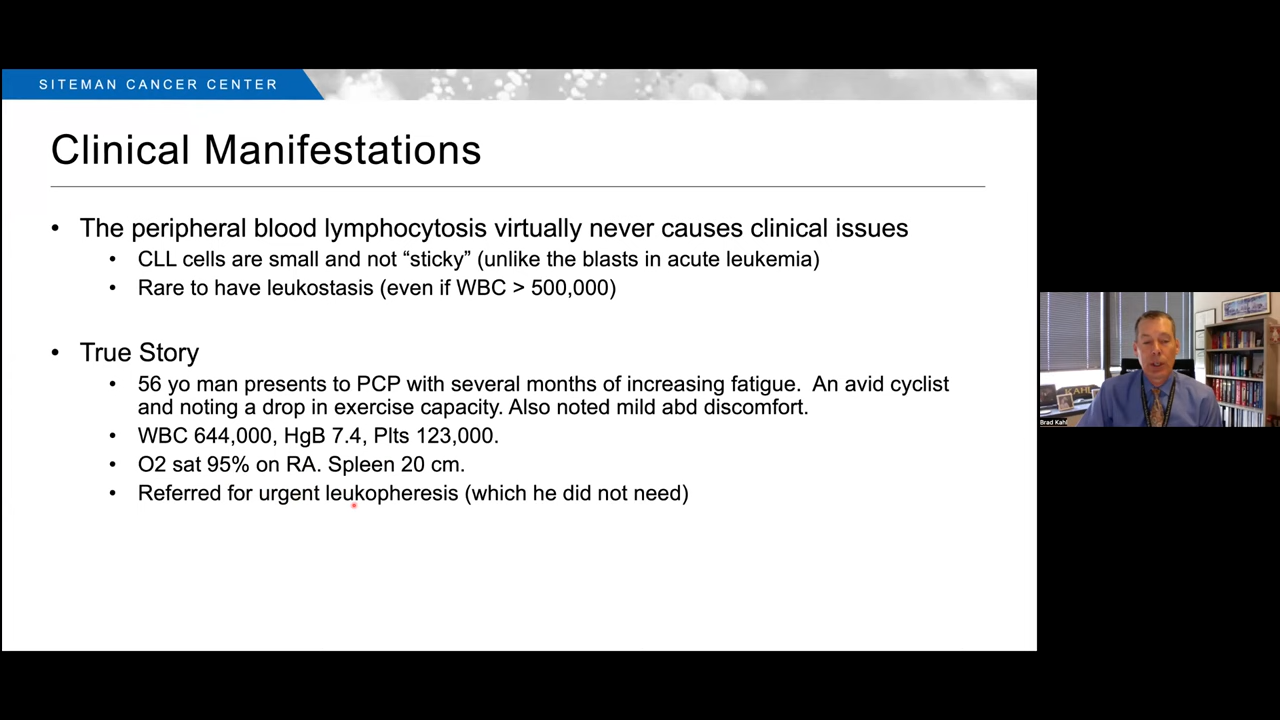 SITEMAN CANCER CENTER
Clinical Manifestations
• The peripheral blood lymphocytosis virtually never causes clinical issues
• CLL cells are small and not “sticky” (unlike the blasts in acute leukemia)
• Rare to have leukostasis (even if WBC > 500,000)
• True Story
• 56 yo man presents to PCP with several months of increasing fatigue. An avid cyclist
and noting a drop in exercise capacity. Also noted mild abd discomfort.
• WBC 644,000, HgB 7.4, Plts 123,000.
• O2 sat 95% on RA. Spleen 20 cm.
• Referred for urgent leukopheresis (which he did not need)
KAHL
Brad Kahl